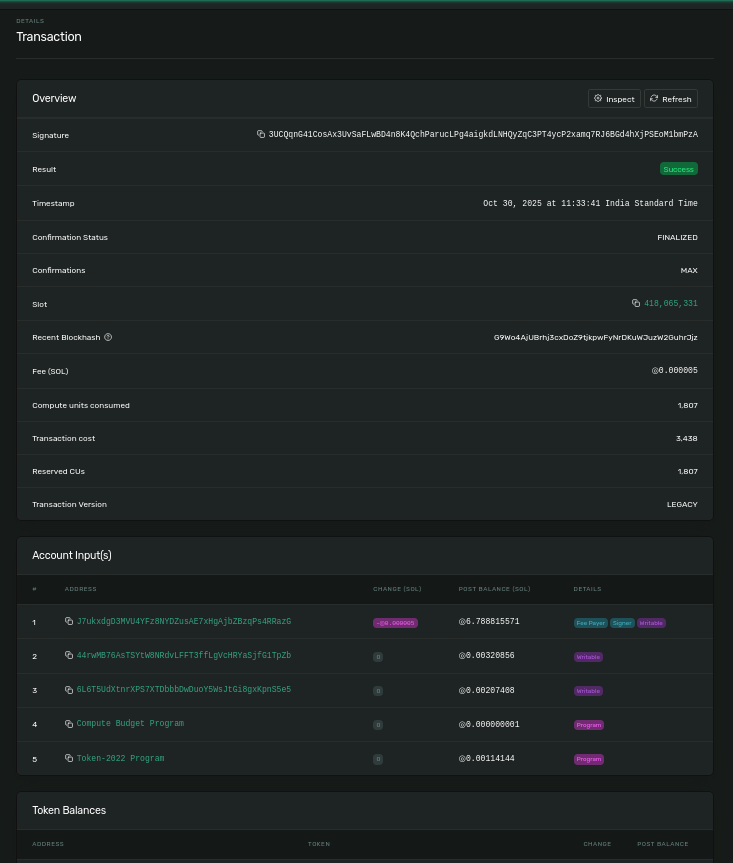 DETAILS
Transaction
Overview
Inspect Refresh
Signature 3UCQqnG41CosAx3UvSaFLwBD4n8K4QchParucLPg4aigkdLNHQyZqC3PT4ycP2xamq7RJ6BGd4hXjPSEoM1bmPzA
Result Success
Timestamp Oct 30, 2025 at 11:33:41 India Standard Time
Confirmation Status FINALIZED
Confirmations MAX
Slot 418,065,331
Recent Blockhash G9Wo4AjUBrhj3cxDoZ9tjkpwFyNrDKuWJuzW2GuhrJjz
Fee (SOL) ◎0.000005
Compute units consumed 1,807
Transaction cost 3,438
Reserved CUs 1,807
Transaction Version LEGACY
Account Input(s)
# ADDRESS CHANGE (SOL) POST BALANCE (SOL) DETAILS
1 J7ukxdgD3MVU4YFz8NYDZusAE7xHgAjbZBzqPs4RRazG -◎0.000005 ◎6.788815571 Fee Payer Signer Writable
2 44rwMB76AsTSYtW8NRdvLFFT3ffLgVcHRYaSjfG1TpZb 0 ◎0.00320856 Writable
3 6L6T5UdXtnrXPS7XTDbbbDwDuoY5WsJtGi8gxKpnS5e5 0 ◎0.00207408 Writable
4 Compute Budget Program 0 ◎0.000000001 Program
5 Token-2022 Program 0 ◎0.00114144 Program
Token Balances
ADDRESS TOKEN CHANGE POST BALANCE